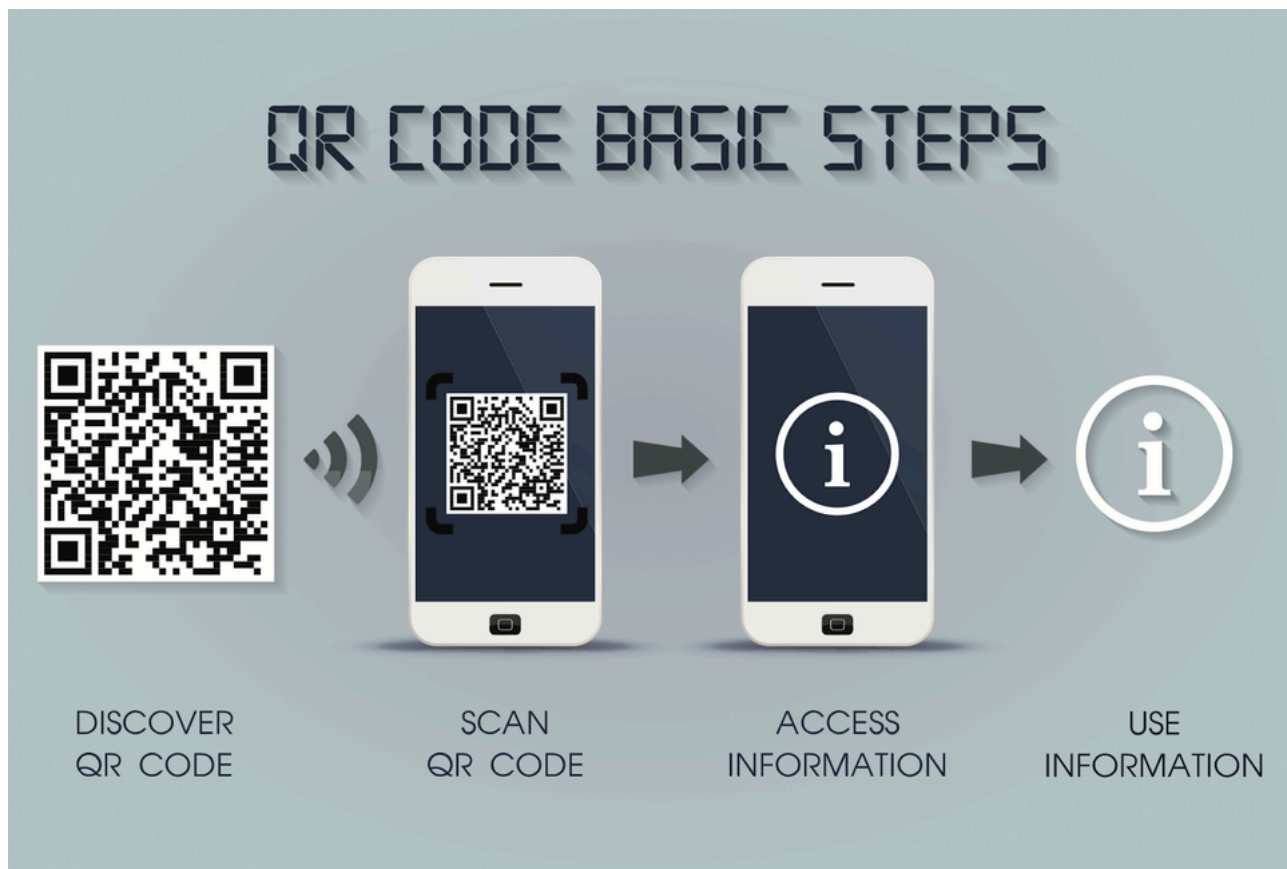 QR CODE BASIC STEPS
DISCOVER
QR CODE
SCAN
QR CODE
ACCESS
INFORMATION
USE
INFORMATION